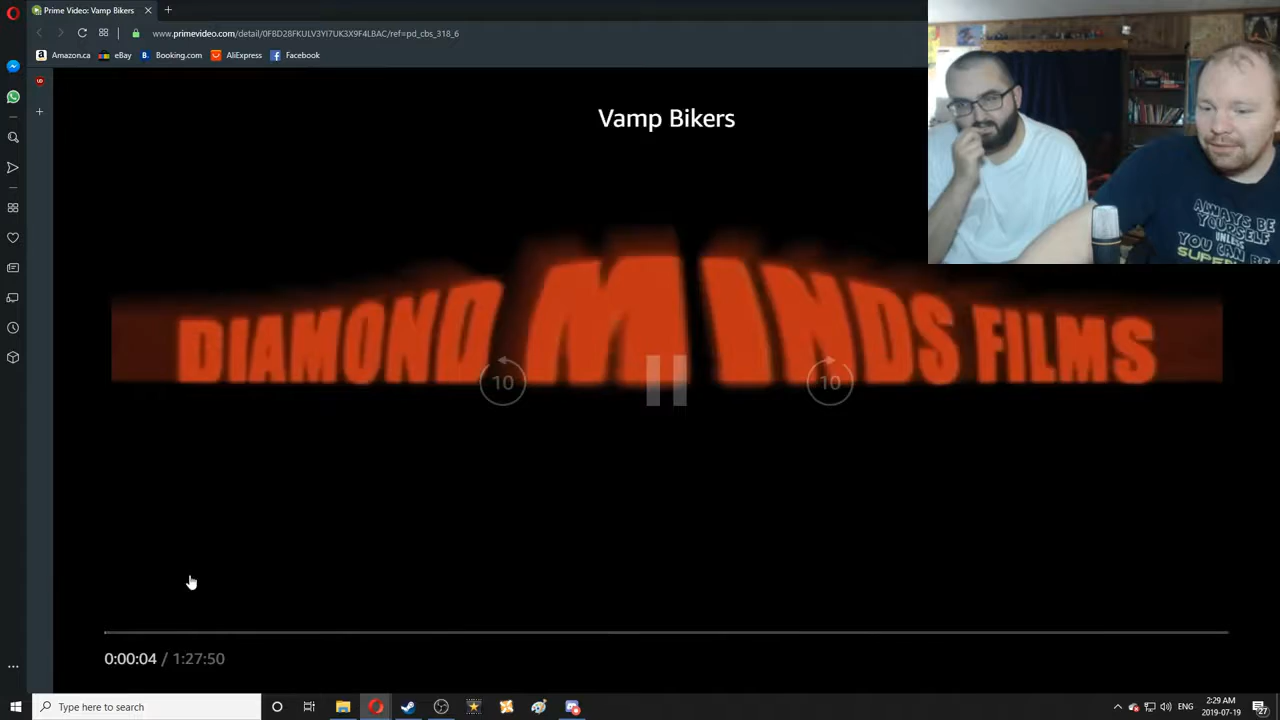 Prime Video: Vamp Bikers
www.primevideo.com/detail/0FBD28FKULV3YI7UK3X9F4LBAC/ref=pd_cbs_318_6
Amazon.ca eBay Booking.com AliExpress Facebook
Vamp Bikers
DIAMOND MINDS FILMS
10 10
ALWAYS BE
YOURSELF
UNLESS
YOU CAN BE
0:00:04 / 1:27:50
Type here to search
ENG
2:29 AM
2019-07-19
27